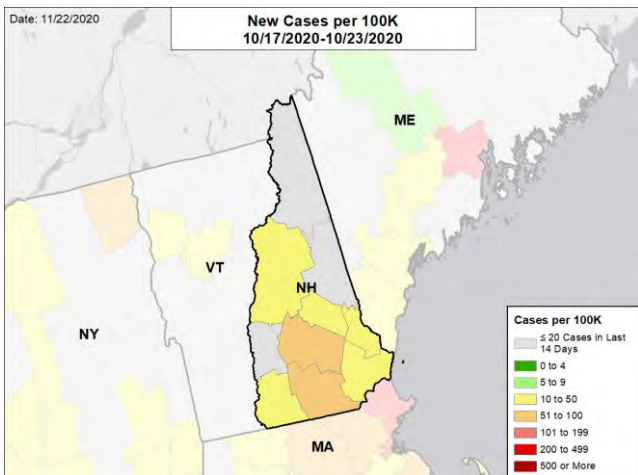 Date: 11/22/2020
New Cases per 100K
10/17/2020-10/23/2020
ME
VT
NH
NY
MA
Cases per 100K
≤ 20 Cases in Last
14 Days
0 to 4
5 to 9
10 to 50
51 to 100
101 to 199
200 to 499
500 or More